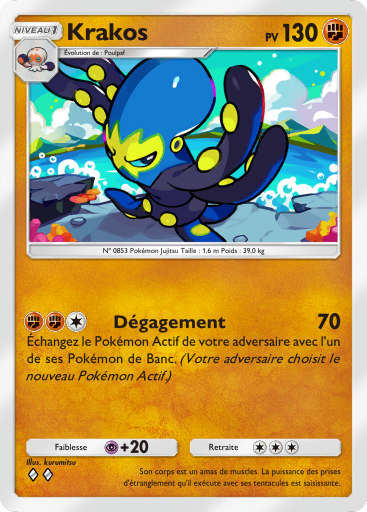 NIVEAU 1
Krakos
PV 130
Évolution de : Poulpaf
N° 0853 Pokémon Jujitsu Taille : 1,6 m Poids : 39,0 kg
Dégagement 70
Échangez le Pokémon Actif de votre adversaire avec l'un
de ses Pokémon de Banc. (Votre adversaire choisit le
nouveau Pokémon Actif.)
Faiblesse +20 Retraite
Illus. kurumitsu
Son corps est un amas de muscles. La puissance des prises
d'étranglement qu'il exécute avec ses tentacules est saisissante.